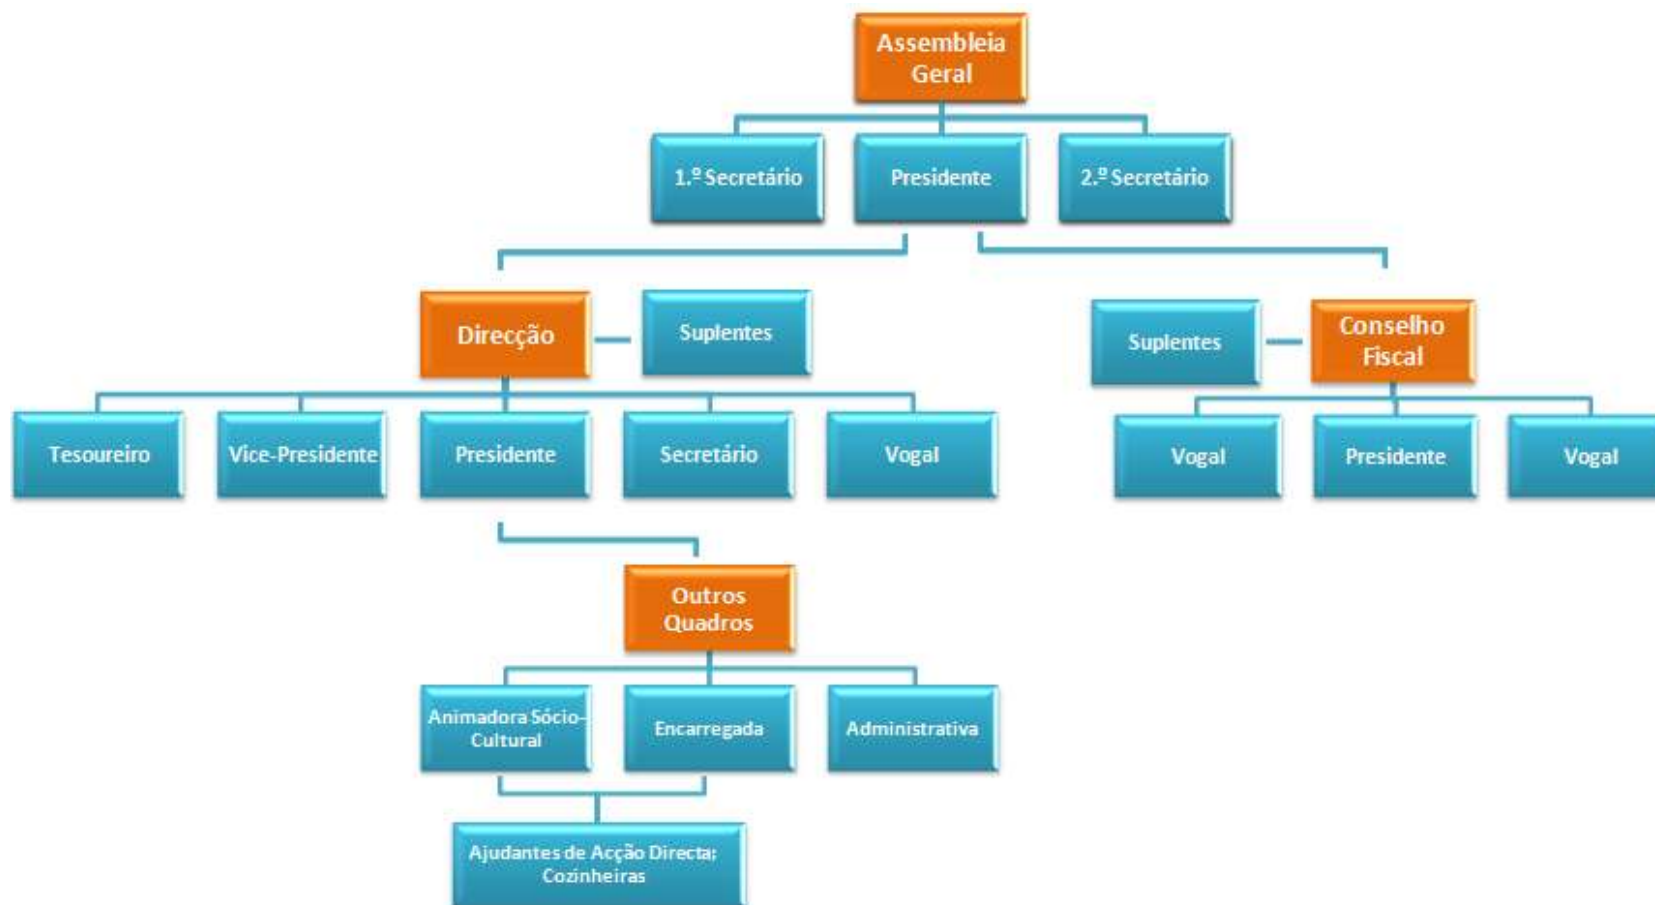 Assembleia
Geral
1.º Secretário
Presidente
2.º Secretário
Direcção
Suplentes
Suplentes
Conselho
Fiscal
Tesoureiro
Vice-Presidente
Presidente
Secretário
Vogal
Vogal
Presidente
Vogal
Outros
Quadros
Animadora Sócio-
Cultural
Encarregada
Administrativa
Ajudantes de Acção Directa;
Cozinheiras